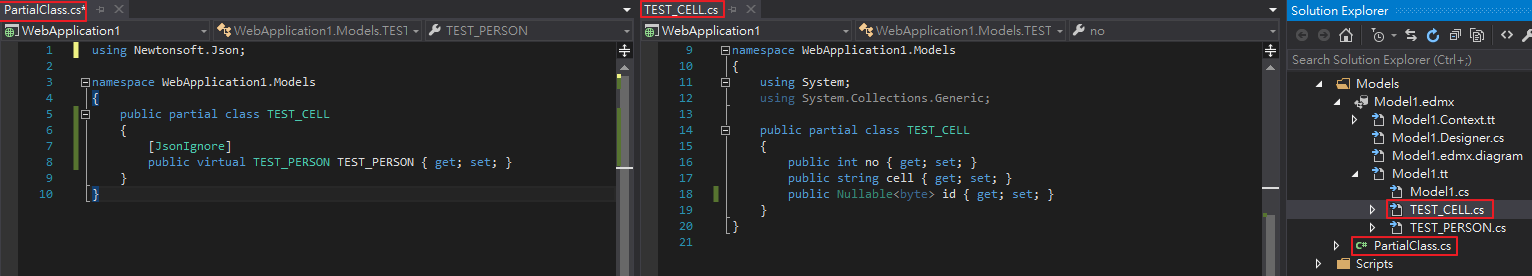 PartialClass.cs*
WebApplication1
WebApplication1.Models.TEST
TEST_PERSON
1 using Newtonsoft.Json;
2
3 namespace WebApplication1.Models
4 {
5 public partial class TEST_CELL
6 {
7 [JsonIgnore]
8 public virtual TEST_PERSON TEST_PERSON { get; set; }
9 }
10 }
TEST_CELL.cs
WebApplication1
WebApplication1.Models.TEST
no
9 namespace WebApplication1.Models
10 {
11 using System;
12 using System.Collections.Generic;
13
14 public partial class TEST_CELL
15 {
16 public int no { get; set; }
17 public string cell { get; set; }
18 public Nullable<byte> id { get; set; }
19 }
20 }
21
Solution Explorer
Search Solution Explorer (Ctrl+;)
Models
Model1.edmx
Model1.Context.tt
Model1.Designer.cs
Model1.edmx.diagram
Model1.tt
Model1.cs
TEST_CELL.cs
TEST_PERSON.cs
C# PartialClass.cs
Scripts